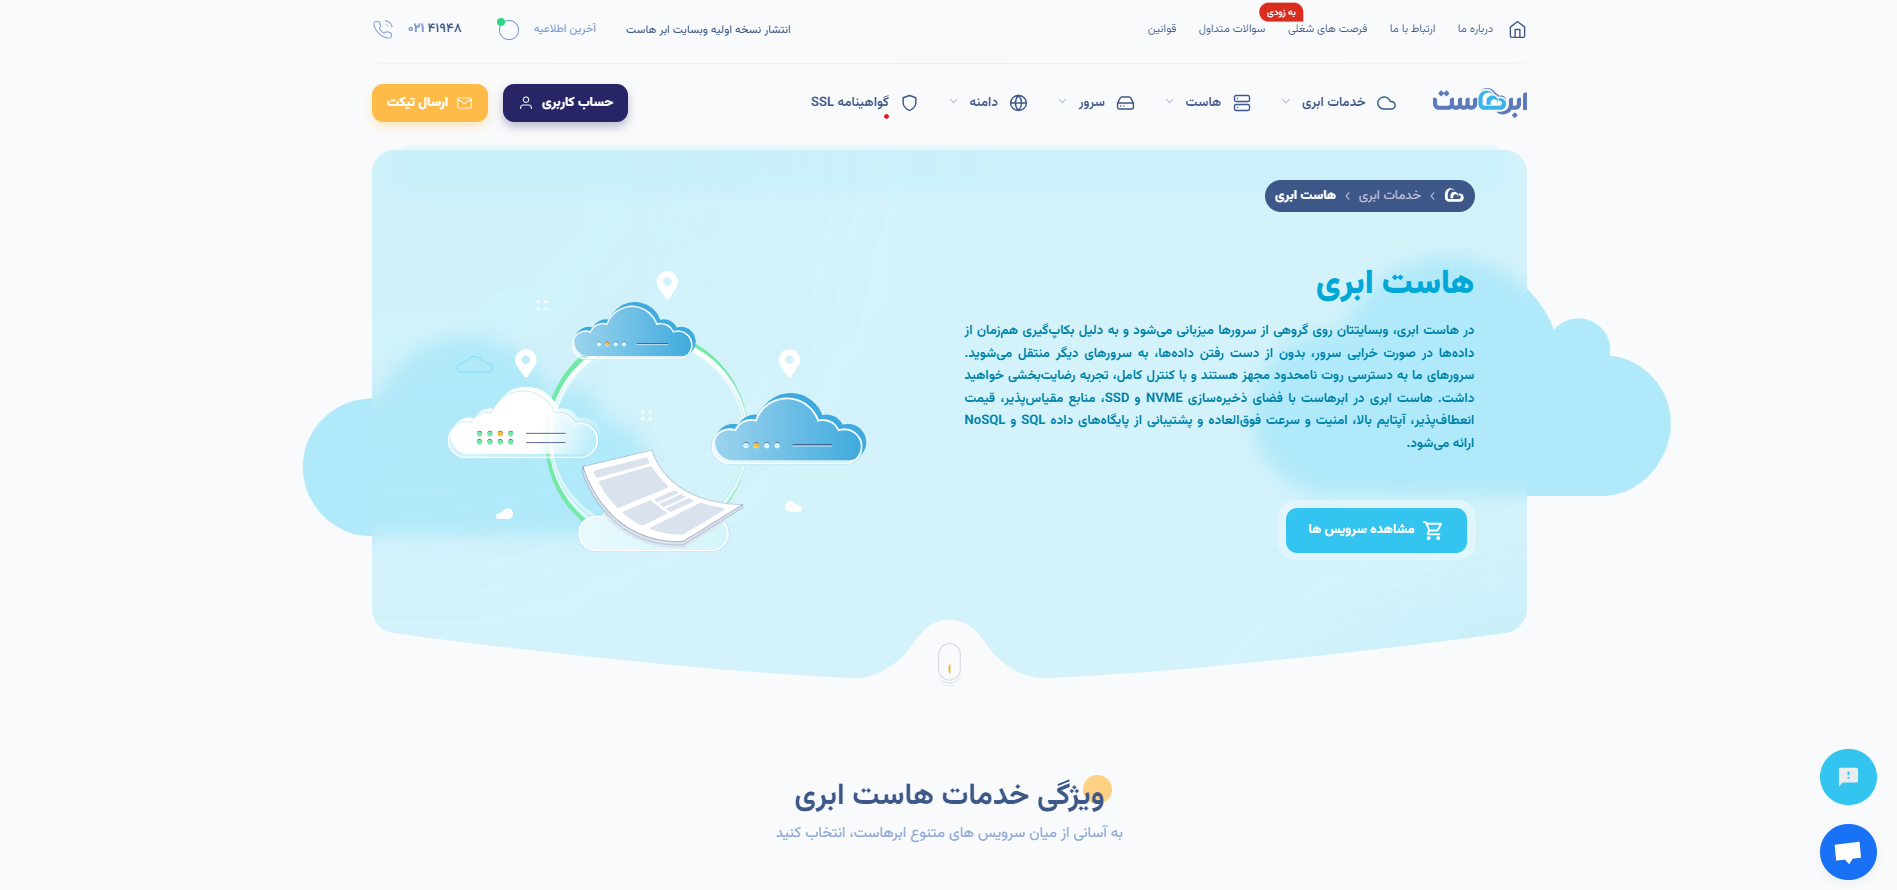 درباره ما
ارتباط با ما
فرصت های شغلی
به زودی
سوالات متداول
قوانین
انتشار نسخه اولیه وبسایت ابر هاست
آخرین اطلاعیه
۰۲۱ ۴۱۹۴۸
ابرهاست
خدمات ابری
هاست
سرور
دامنه
گواهینامه SSL
حساب کاربری
ارسال تیکت
خدمات ابری
هاست ابری
هاست ابری
در هاست ابری، وبسایتتان روی گروهی از سرورها میزبانی می‌شود و به دلیل بکاپ‌گیری هم‌زمان از
داده‌ها در صورت خرابی سرور، بدون از دست رفتن داده‌ها، به سرورهای دیگر منتقل می‌شوید.
سرورهای ما به دسترسی روت نامحدود مجهز هستند و با کنترل کامل، تجربه رضایت‌بخشی خواهید
داشت. هاست ابری در ابرهاست با فضای ذخیره‌سازی NVME و SSD، منابع مقیاس‌پذیر، قیمت
انعطاف‌پذیر، آپتایم بالا، امنیت و سرعت فوق‌العاده و پشتیبانی از پایگاه‌های داده SQL و NoSQL
ارائه می‌شود.
مشاهده سرویس ها
ویژگی خدمات هاست ابری
به آسانی از میان سرویس های متنوع ابرهاست، انتخاب کنید